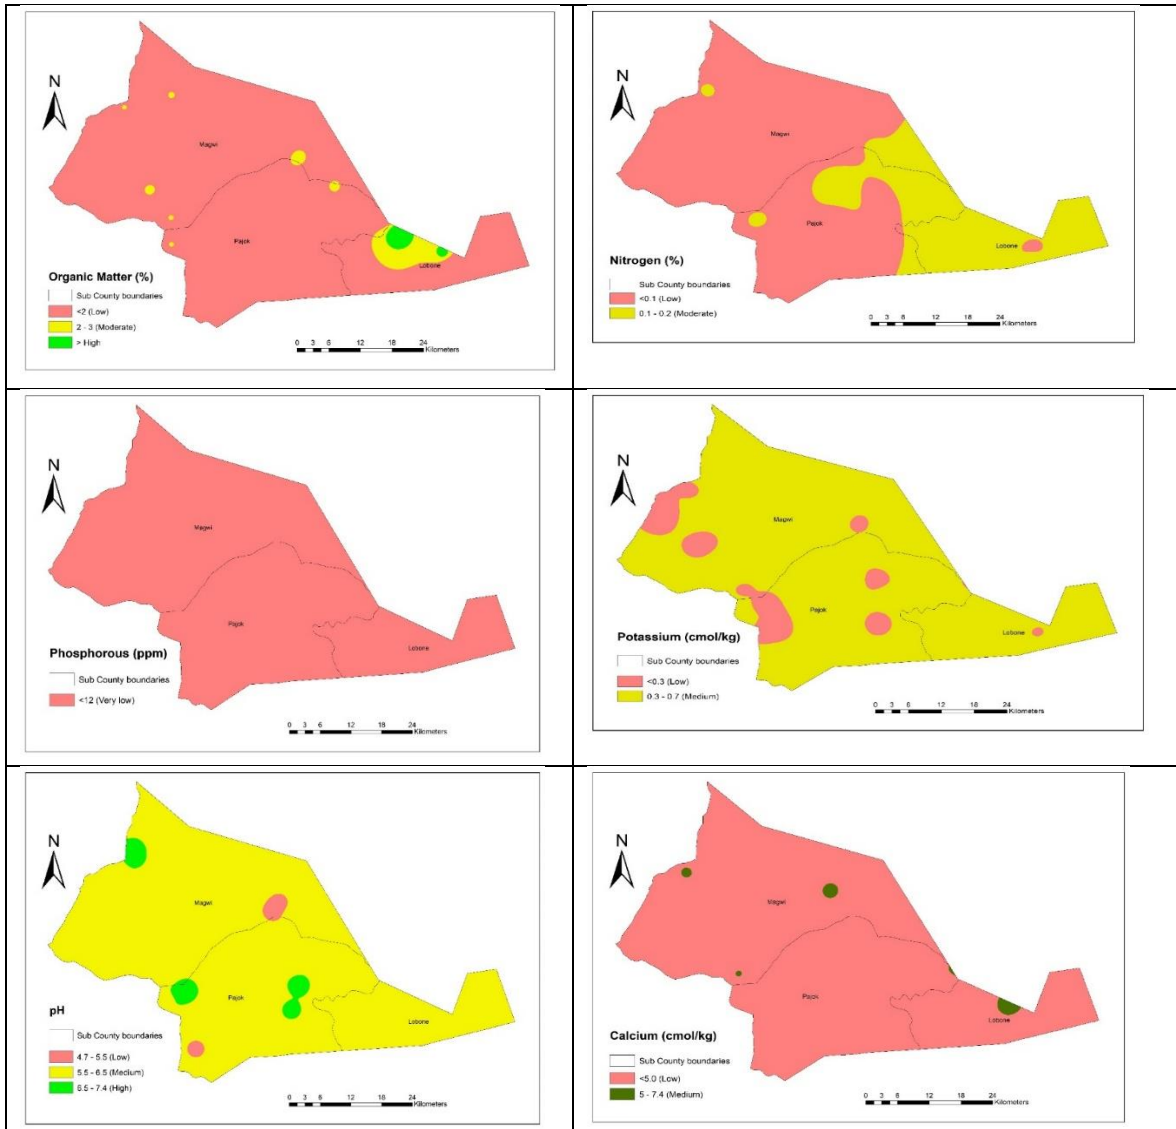 N
Magwi
Pajok
Lobone
Organic Matter (%)
Sub County boundaries
<2 (Low)
2 - 3 (Moderate)
> High
0 3 6 12 18 24
Kilometers
N
Magwi
Pajok
Lobone
Nitrogen (%)
Sub County boundaries
<0.1 (Low)
0.1 - 0.2 (Moderate)
0 3 6 12 18 24
Kilometers
N
Magwi
Pajok
Lobone
Phosphorous (ppm)
Sub County boundaries
<12 (Very low)
0 3 6 12 18 24
Kilometers
N
Magwi
Pajok
Lobone
Potassium (cmol/kg)
Sub County boundaries
<0.3 (Low)
0.3 - 0.7 (Medium)
0 3 6 12 18 24
Kilometers
N
Magwi
Pajok
Lobone
pH
Sub County boundaries
4.7 - 5.5 (Low)
5.5 - 6.5 (Medium)
6.5 - 7.4 (High)
0 3 6 12 18 24
Kilometers
N
Magwi
Pajok
Lobone
Calcium (cmol/kg)
Sub County boundaries
<5.0 (Low)
5 - 7.4 (Medium)
0 3 6 12 18 24
Kilometers